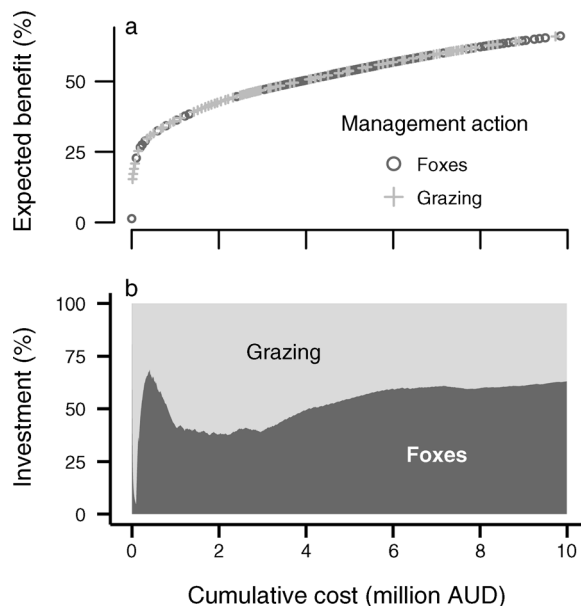 a
Expected benefit (%)
50
25
0
Management action
Foxes
Grazing
b
Investment (%)
100
75
50
25
0
Grazing
Foxes
0 2 4 6 8 10
Cumulative cost (million AUD)